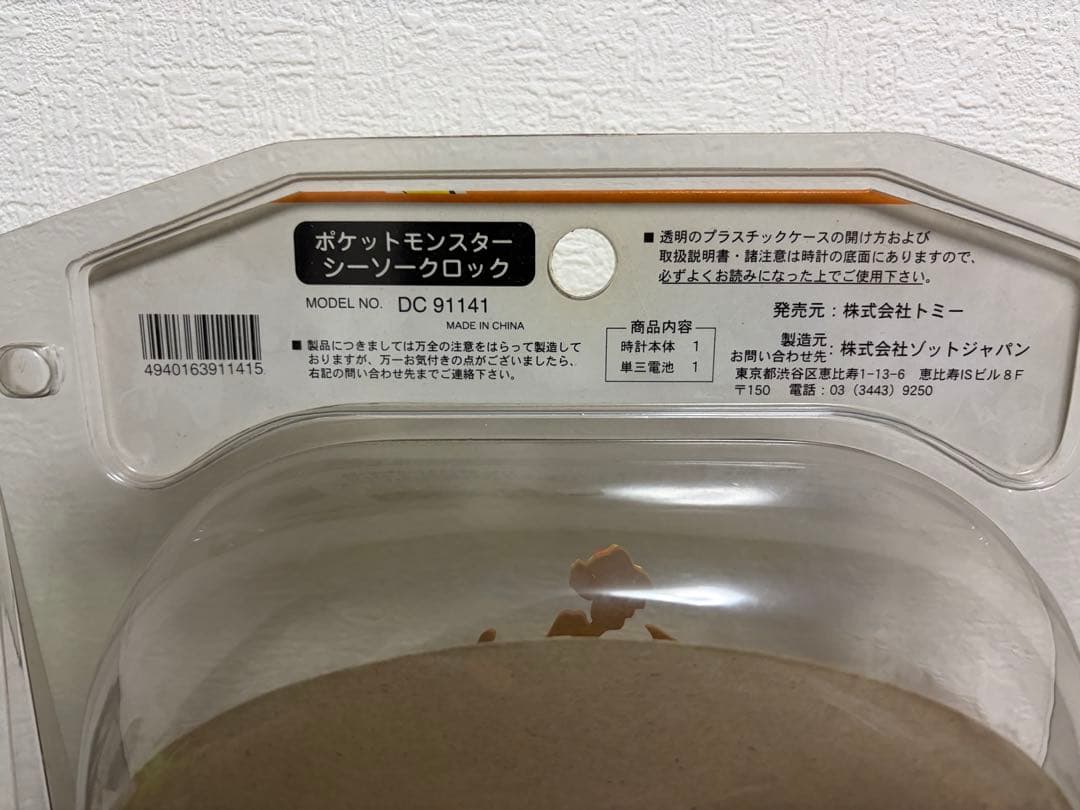 ポケットモンスター
シーソークロック
MODEL NO. DC 91141
MADE IN CHINA
4940163911415
■ 製品につきましては万全の注意をはらって製造して
おりますが、万一お気付きの点がございましたら、
右記の問い合わせ先までご連絡下さい。
商品内容
時計本体 1
単三電池 1
■ 透明のプラスチックケースの開け方および
取扱説明書・諸注意は時計の底面にありますので、
必ずよくお読みになった上でご使用下さい。
発売元:株式会社トミー
製造元
お問い合わせ先:株式会社ゾットジャパン
東京都渋谷区恵比寿1-13-6 恵比寿ISビル8F
〒150 電話:03(3443)9250